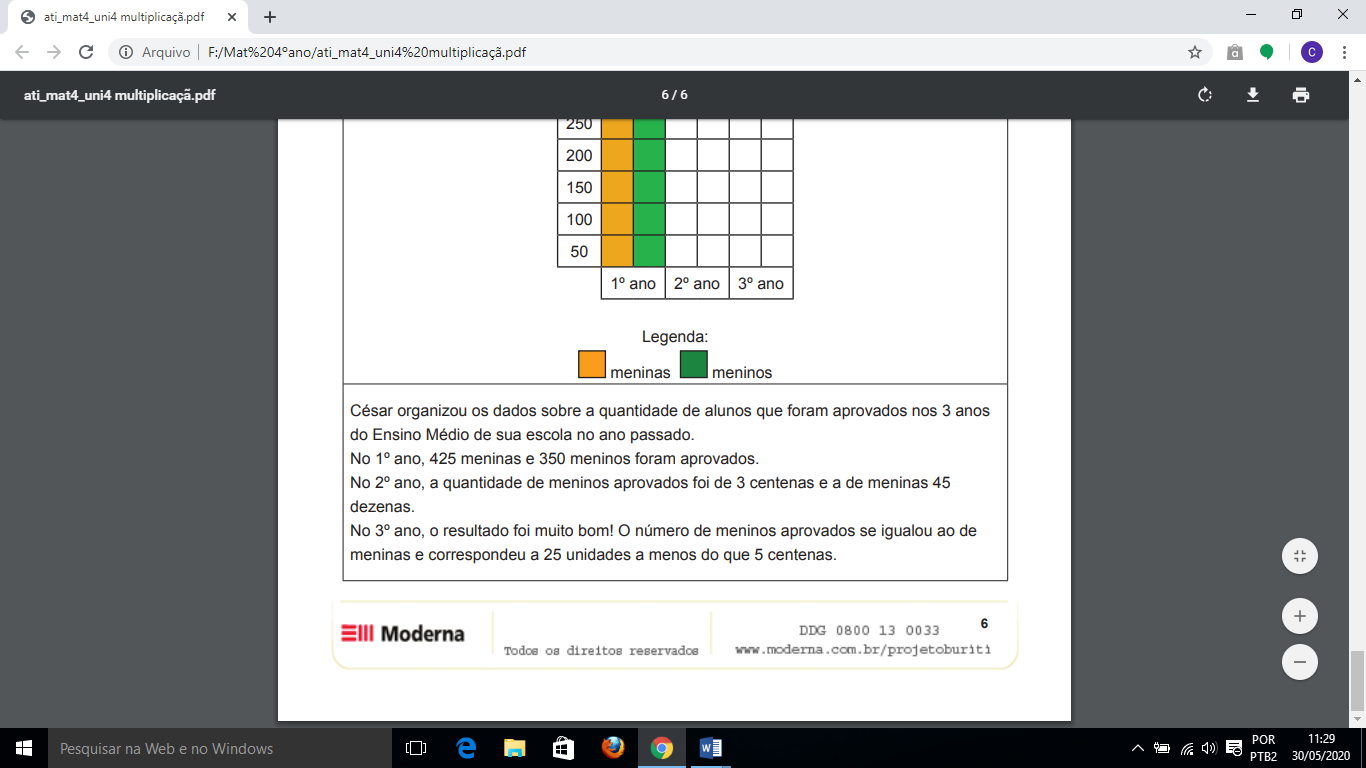 ati_mat4_uni4 multiplicaçã.pdf
Arquivo
F:/Mat%204ºano/ati_mat4_uni4%20multiplicaçã.pdf
C
ati_mat4_uni4 multiplicaçã.pdf
6 / 6
250
200
150
100
50
1º ano 2º ano 3º ano
Legenda:
meninas meninos
César organizou os dados sobre a quantidade de alunos que foram aprovados nos 3 anos
do Ensino Médio de sua escola no ano passado.
No 1º ano, 425 meninas e 350 meninos foram aprovados.
No 2º ano, a quantidade de meninos aprovados foi de 3 centenas e a de meninas 45
dezenas.
No 3º ano, o resultado foi muito bom! O número de meninos aprovados se igualou ao de
meninas e correspondeu a 25 unidades a menos do que 5 centenas.
Moderna
Todos os direitos reservados
DDG 0800 13 0033
www.moderna.com.br/projetoburiti
6
Pesquisar na Web e no Windows
POR
PTB2
11:29
30/05/2020